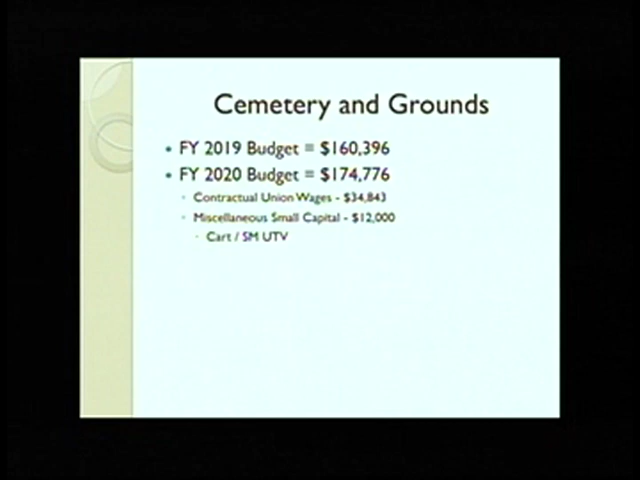 Cemetery and Grounds
FY 2019 Budget = $160,396
FY 2020 Budget = $174,776
Contractual Union Wages - $34,843
Miscellaneous Small Capital - $12,000
Cart / SM UTV